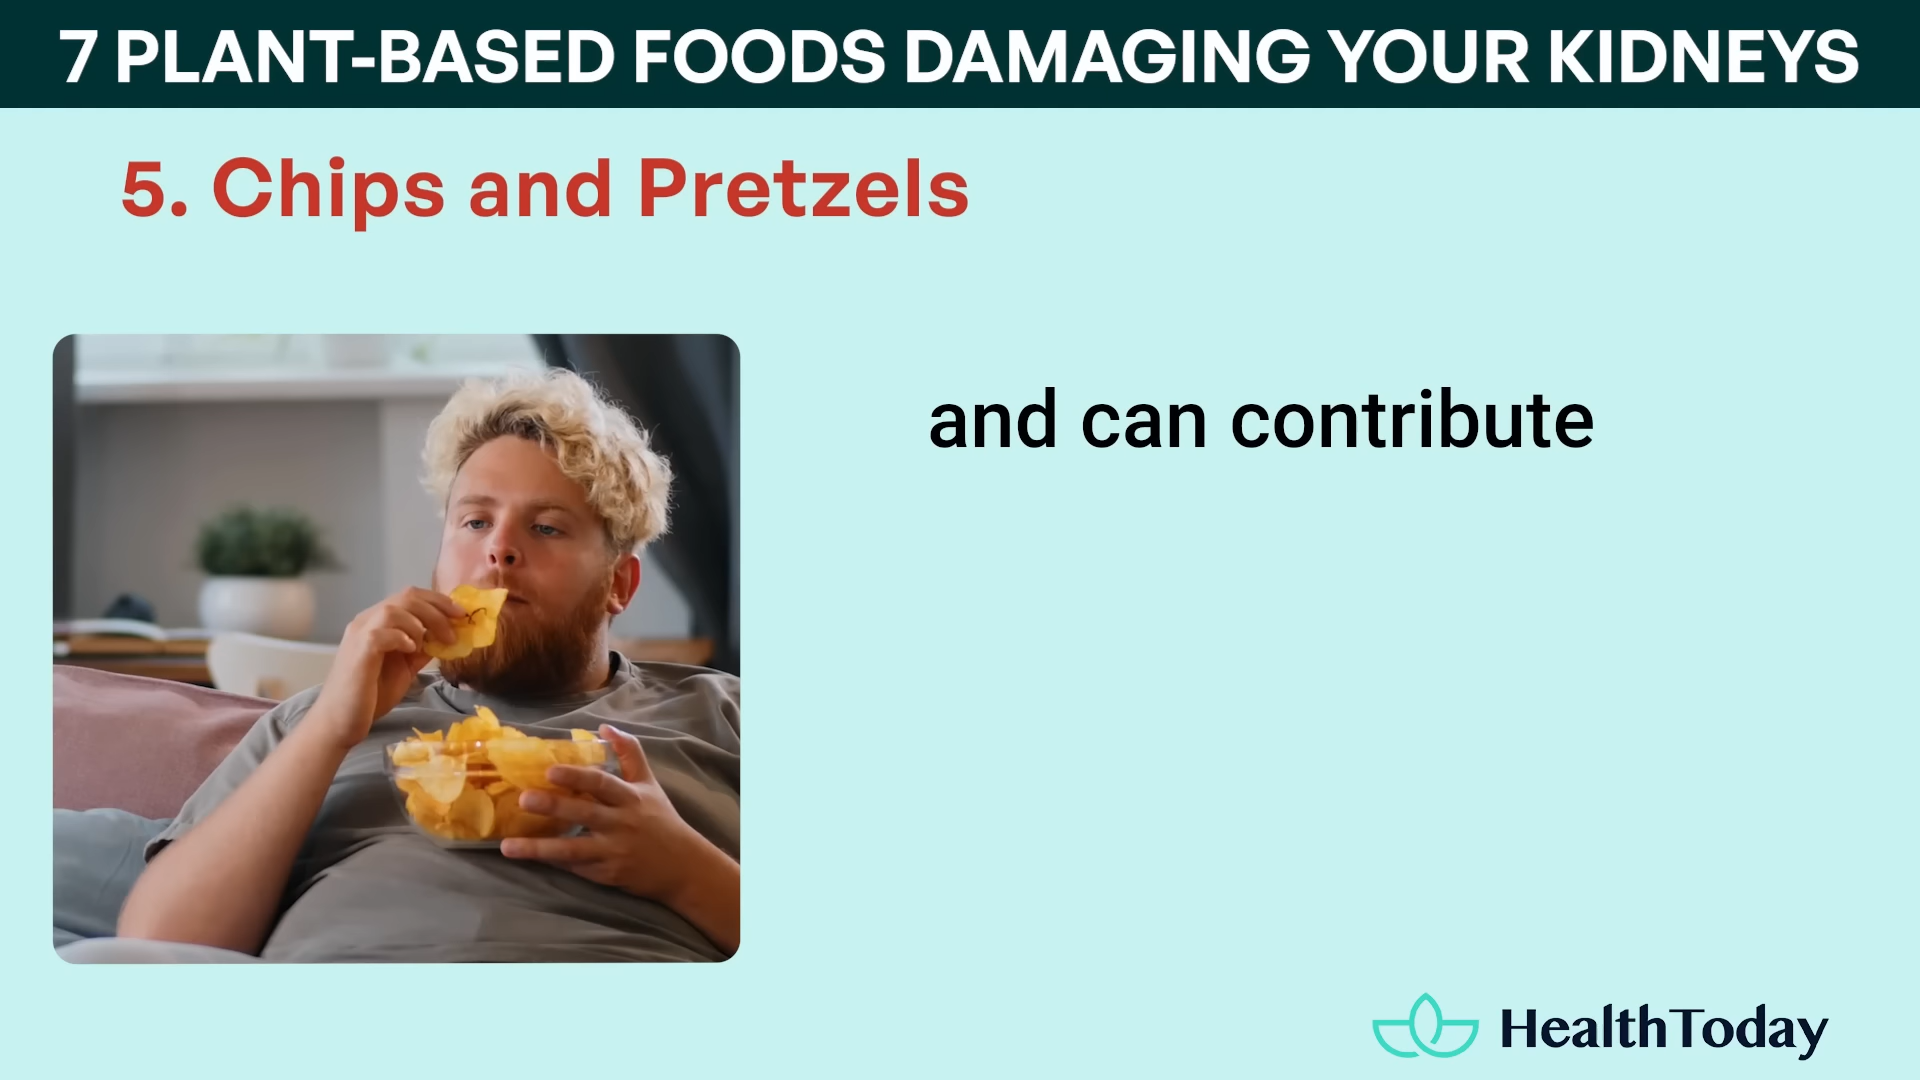 7 PLANT-BASED FOODS DAMAGING YOUR KIDNEYS
5. Chips and Pretzels
and can contribute
HealthToday